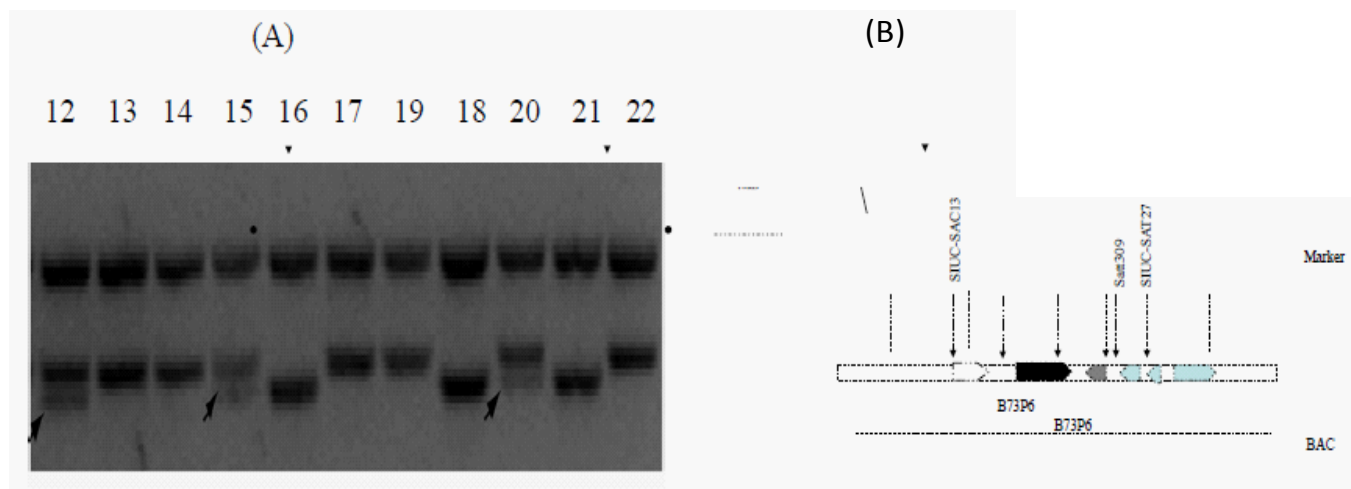 (A)
(B)
12 13 14 15 16 17 19 18 20 21 22
SIUC-SAC13
Satt309
SIUC-SAT27
Marker
B73P6
B73P6
BAC